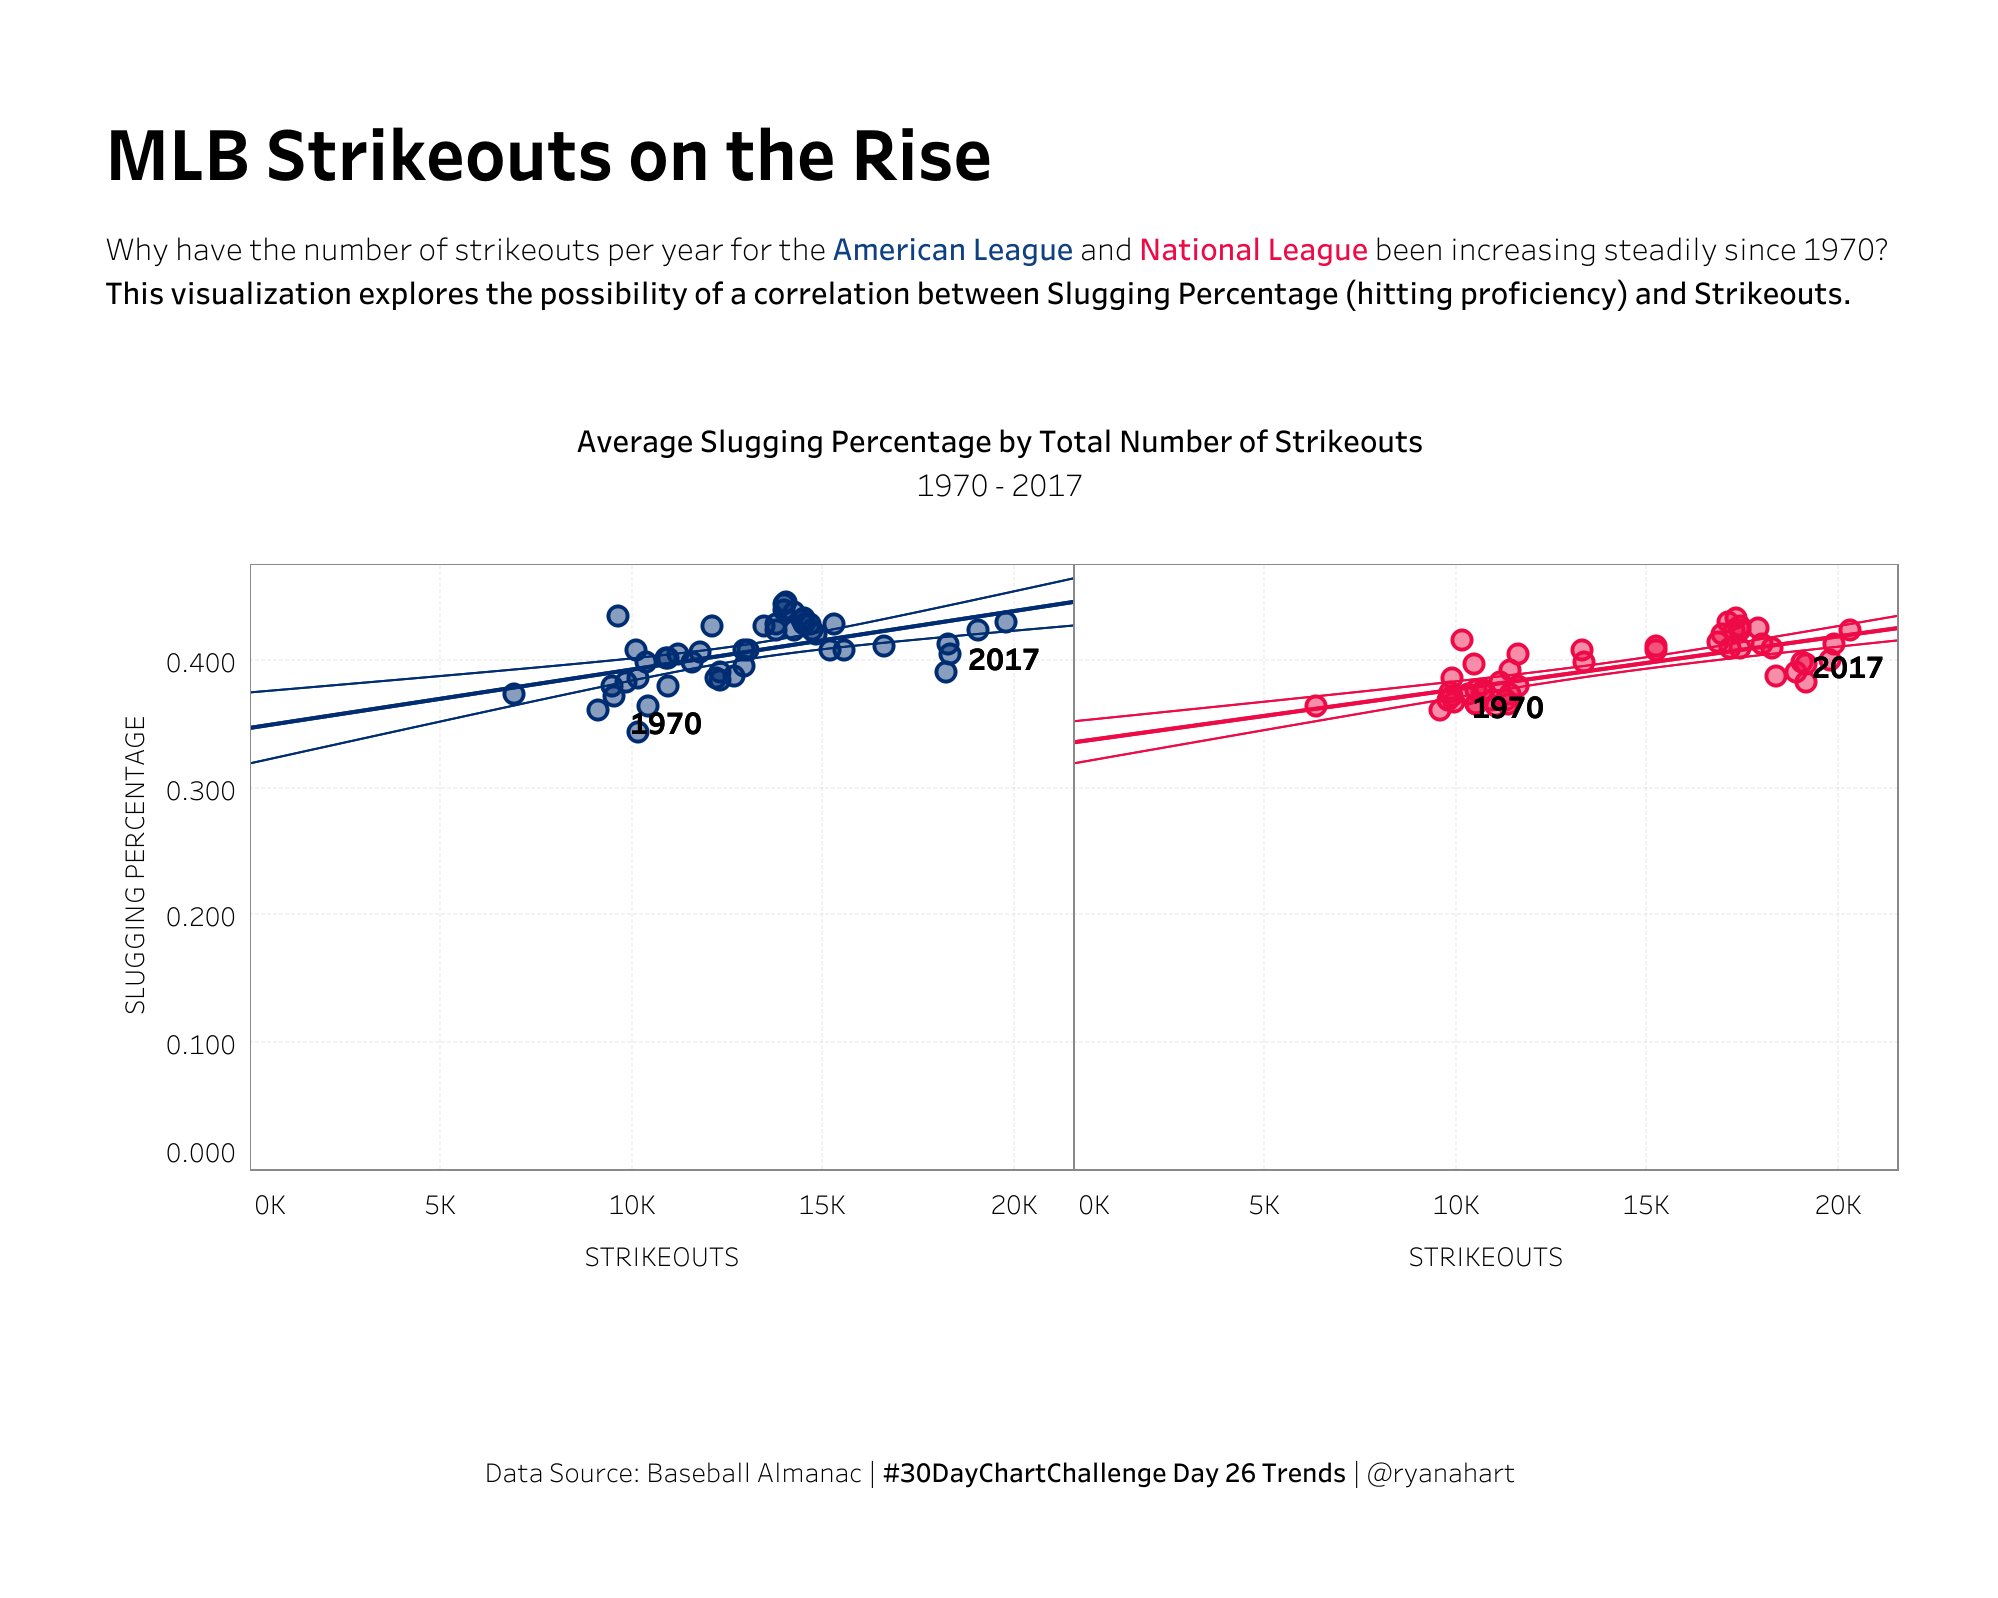 MLB Strikeouts on the Rise
Why have the number of strikeouts per year for the American League and National League been increasing steadily since 1970?
This visualization explores the possibility of a correlation between Slugging Percentage (hitting proficiency) and Strikeouts.
Average Slugging Percentage by Total Number of Strikeouts
1970 - 2017
SLUGGING PERCENTAGE
0.400
0.300
0.200
0.100
0.000
1970
2017
1970
2017
0K 5K 10K 15K 20K 0K 5K 10K 15K 20K
STRIKEOUTS STRIKEOUTS
Data Source: Baseball Almanac | #30DayChartChallenge Day 26 Trends | @ryanahart